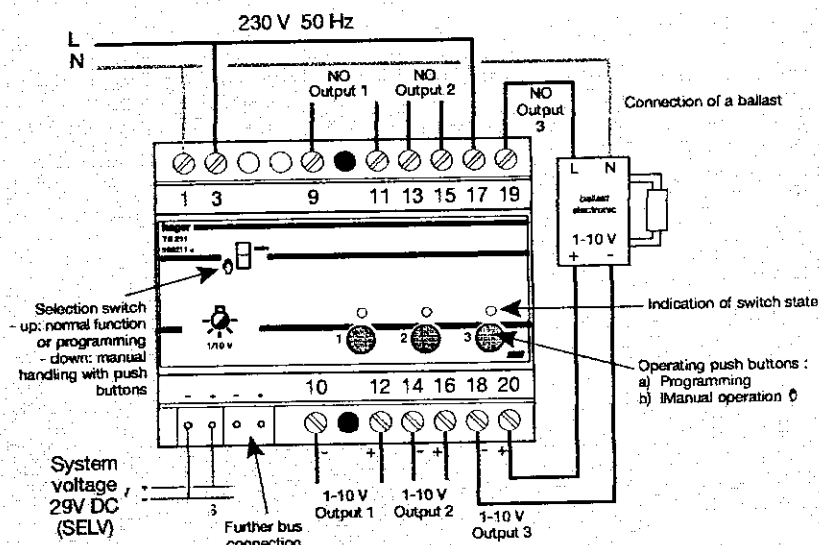 230 V 50 Hz
L
N
NO
Output 1
NO
Output 2
NO
Output
3
Connection of a ballast
1 3 9 11 13 15 17 19
L N
ballast
electronic
1-10 V
+ -
hager
TS 211
Selection switch
- up: normal function
or programming
- down: manual
handling with push
buttons
1/10 V
1 2 3
Indication of switch state
Operating push buttons :
a) Programming
b) IManual operation
- + - +
10 12 14 16 18 20
- + - + - +
System
voltage
29V DC
(SELV)
- +
Further bus
connection
1-10 V
Output 1
1-10 V
Output 2
1-10 V
Output 3